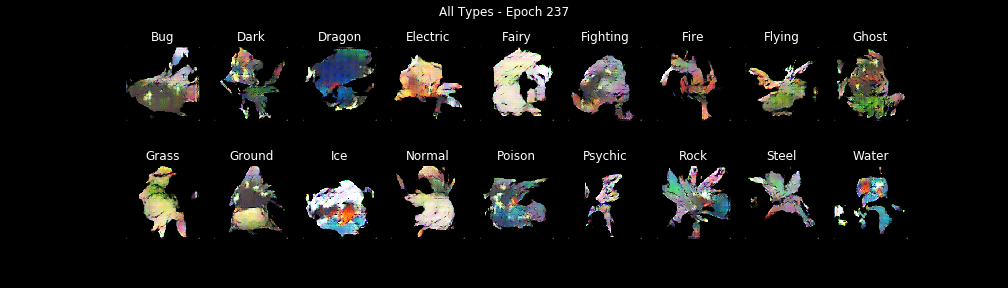 All Types - Epoch 237
Bug Dark Dragon Electric Fairy Fighting Fire Flying Ghost
Grass Ground Ice Normal Poison Psychic Rock Steel Water